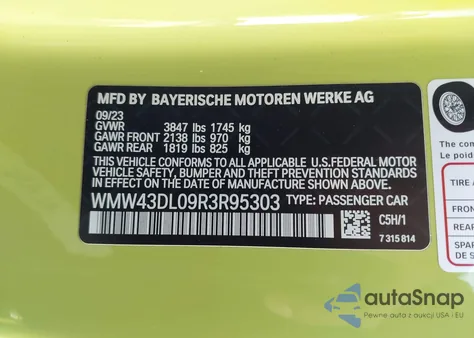 MFD BY BAYERISCHE MOTOREN WERKE AG
09/23
GVWR 3847 lbs 1745 kg
GAWR FRONT 2138 lbs 970 kg
GAWR REAR 1819 lbs 825 kg
THIS VEHICLE CONFORMS TO ALL APPLICABLE U.S.FEDERAL MOTOR
VEHICLE SAFETY, BUMPER AND THEFT PREVENTION STANDARDS
IN EFFECT ON THE DATE OF MANUFACTURE SHOWN ABOVE.
WMW43DL09R3R95303 TYPE: PASSENGER CAR
C5H/1
7 315 814
TIRE
FRON
REAR
SPAR
DE S
autoSnap
Pewne auta z aukcji USA i EU